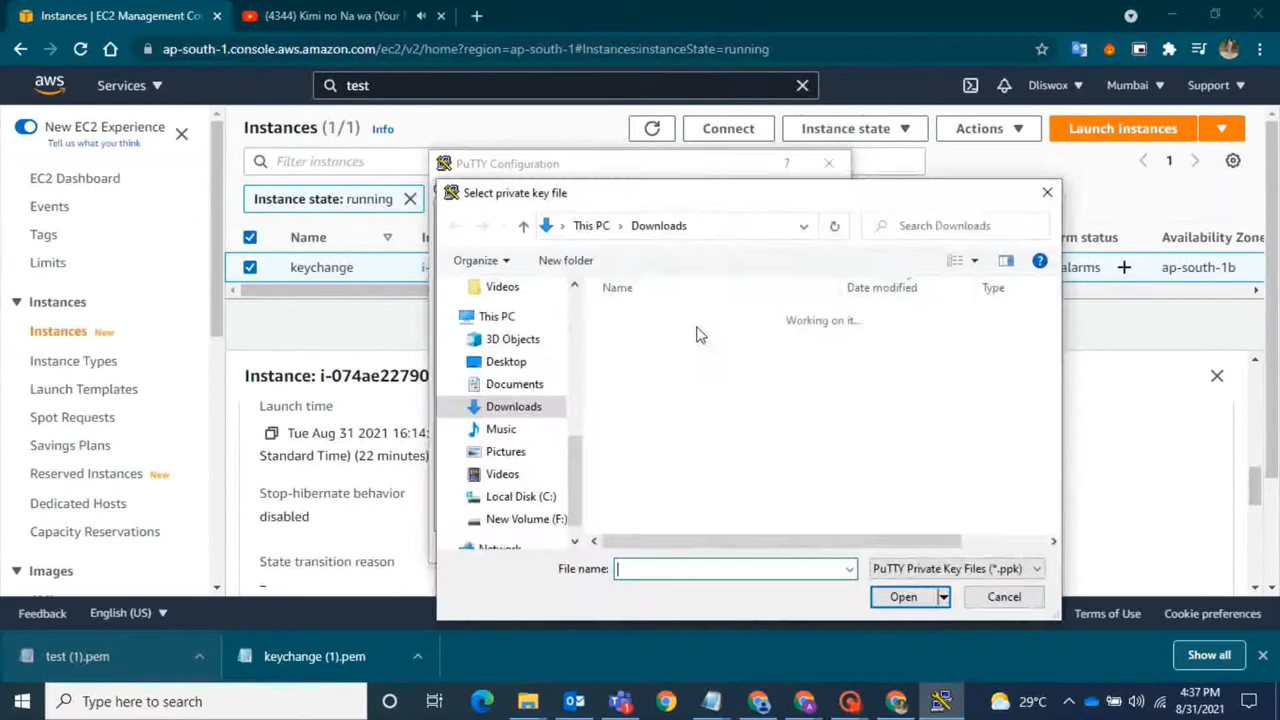 Instances | EC2 Management Co
(4344) Kimi no Na wa (Your
ap-south-1.console.aws.amazon.com/ec2/v2/home?region=ap-south-1#Instances:instanceState=running
aws
Services
test
Dliswox
Mumbai
Support
New EC2 Experience
Tell us what you think
EC2 Dashboard
Events
Tags
Limits
Instances
Instances New
Instance Types
Launch Templates
Spot Requests
Savings Plans
Reserved Instances New
Dedicated Hosts
Capacity Reservations
Images
Instances (1/1) Info
Connect
Instance state
Actions
Launch instances
Filter instances
1
Instance state: running
Name
rm status
Availability Zone
keychange
i-
alarms
ap-south-1b
Instance: i-074ae22790
Launch time
Tue Aug 31 2021 16:14:
Standard Time) (22 minutes)
Stop-hibernate behavior
disabled
State transition reason
–
PuTTY Configuration
?
Select private key file
This PC
Downloads
Search Downloads
Organize
New folder
Videos
This PC
3D Objects
Desktop
Documents
Downloads
Music
Pictures
Videos
Local Disk (C:)
New Volume (F:)
Network
Name
Date modified
Type
Working on it...
File name:
PuTTY Private Key Files (*.ppk)
Open
Cancel
Feedback
English (US)
Terms of Use
Cookie preferences
test (1).pem
keychange (1).pem
Show all
Type here to search
29°C
4:37 PM
8/31/2021